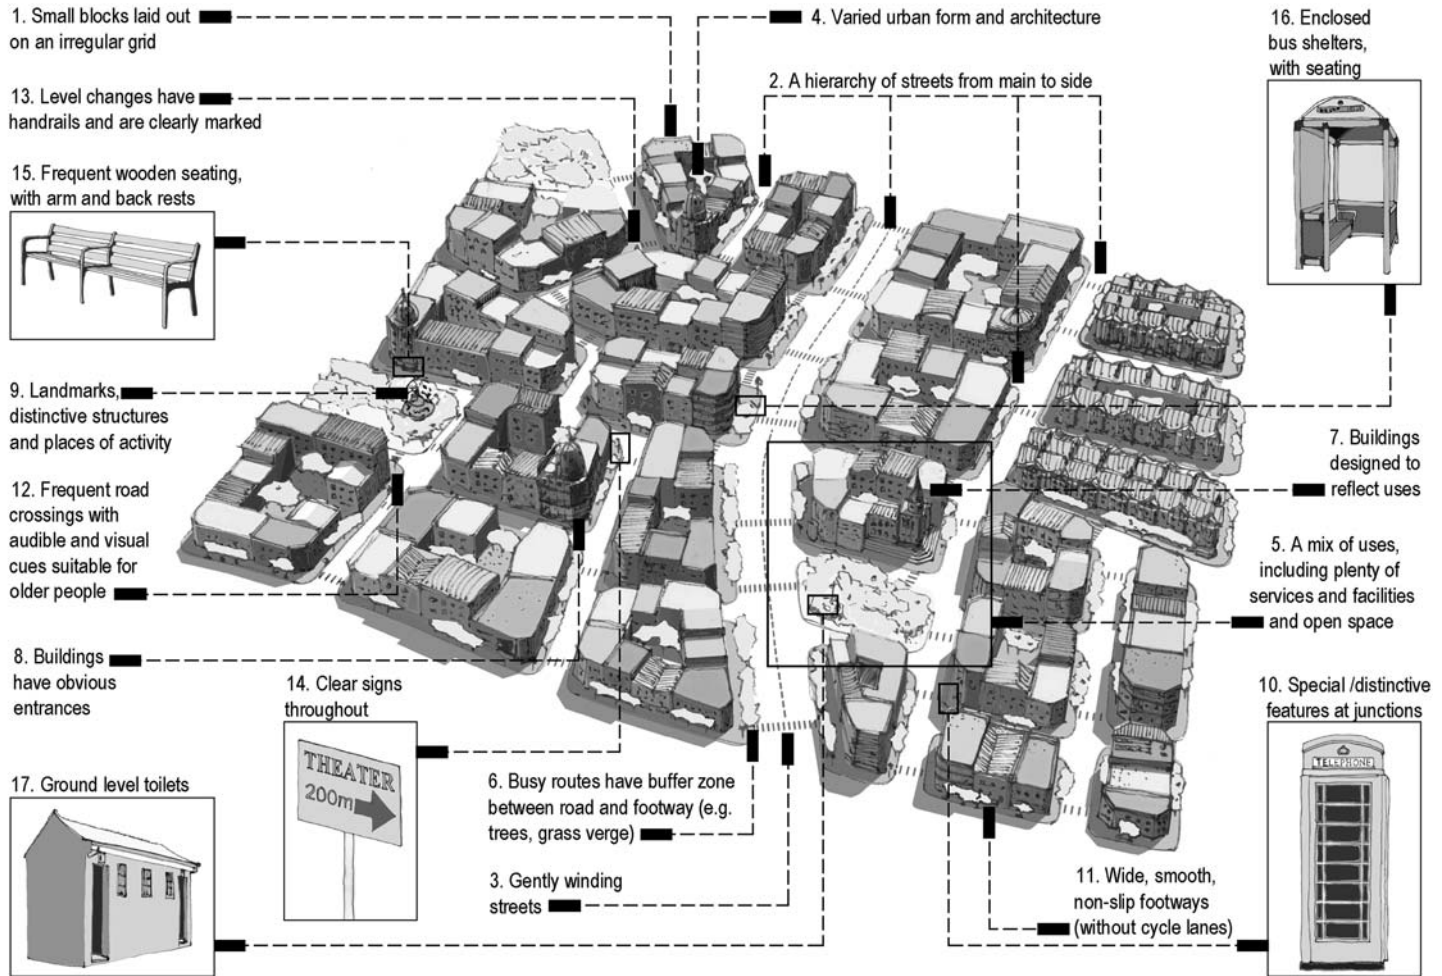 1. Small blocks laid out
on an irregular grid
4. Varied urban form and architecture
16. Enclosed
bus shelters,
with seating
13. Level changes have
handrails and are clearly marked
2. A hierarchy of streets from main to side
15. Frequent wooden seating,
with arm and back rests
9. Landmarks,
distinctive structures
and places of activity
7. Buildings
designed to
reflect uses
12. Frequent road
crossings with
audible and visual
cues suitable for
older people
5. A mix of uses,
including plenty of
services and facilities
and open space
8. Buildings
have obvious
entrances
14. Clear signs
throughout
THEATER
200m
10. Special /distinctive
features at junctions
TELEPHONE
17. Ground level toilets
6. Busy routes have buffer zone
between road and footway (e.g.
trees, grass verge)
3. Gently winding
streets
11. Wide, smooth,
non-slip footways
(without cycle lanes)